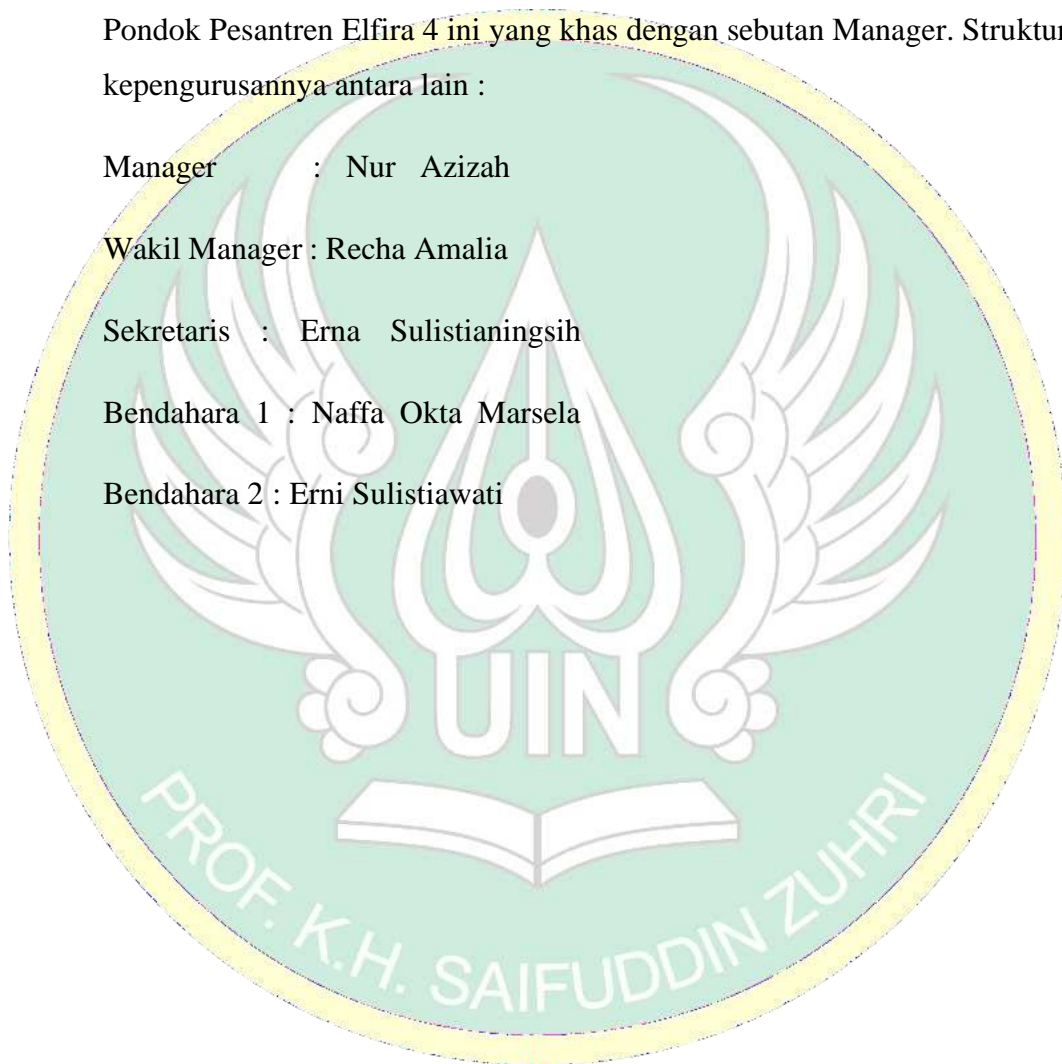 Pondok Pesantren Elfira 4 ini yang khas dengan sebutan Manager. Struktur
kepengurusannya antara lain :
Manager : Nur Azizah
Wakil Manager : Recha Amalia
Sekretaris : Erna Sulistianingsih
Bendahara 1 : Naffa Okta Marsela
Bendahara 2 : Erni Sulistiawati
UIN
PROF. K.H. SAIFUDDIN ZUHRI